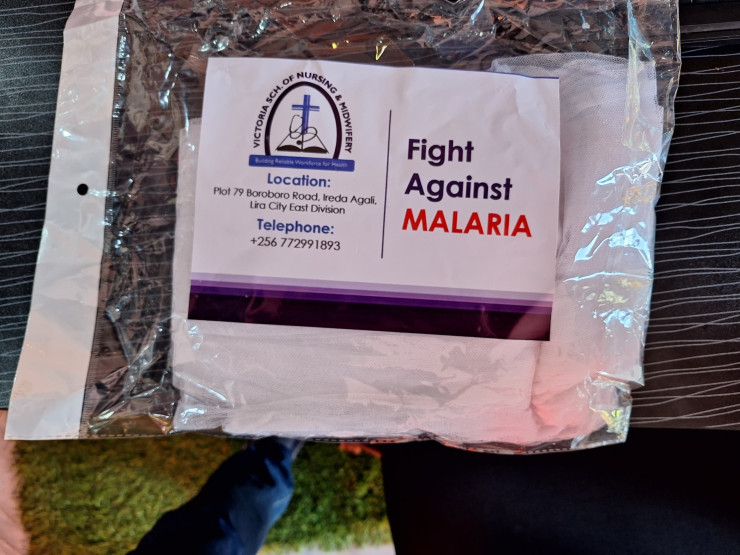 VICTORIA SCH. OF NURSING & MIDWIFERY
Building Reliable Workforce for Health
Location:
Plot 79 Boroboro Road, Ireda Agali,
Lira City East Division
Telephone:
+256 772991893
Fight
Against
MALARIA